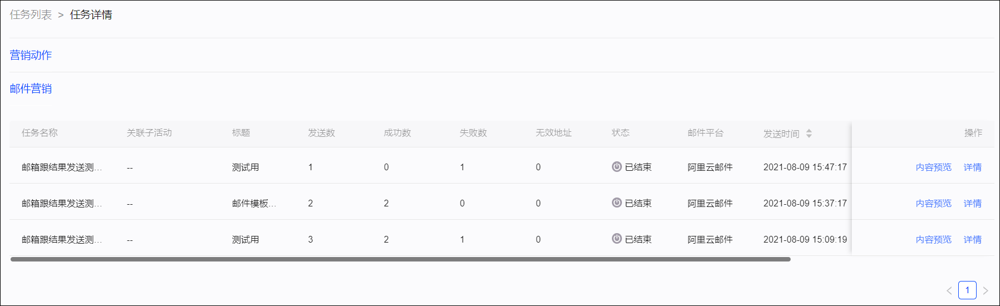 任务列表 > 任务详情
营销动作
邮件营销
任务名称 关联子活动 标题 发送数 成功数 失败数 无效地址 状态 邮件平台 发送时间 操作
邮箱跟结果发送测... -- 测试用 1 0 1 0 已结束 阿里云邮件 2021-08-09 15:47:17 内容预览 详情
邮箱跟结果发送测... -- 邮件模板... 2 2 0 0 已结束 阿里云邮件 2021-08-09 15:37:17 内容预览 详情
邮箱跟结果发送测... -- 测试用 3 2 1 0 已结束 阿里云邮件 2021-08-09 15:09:19 内容预览 详情
< 1 >